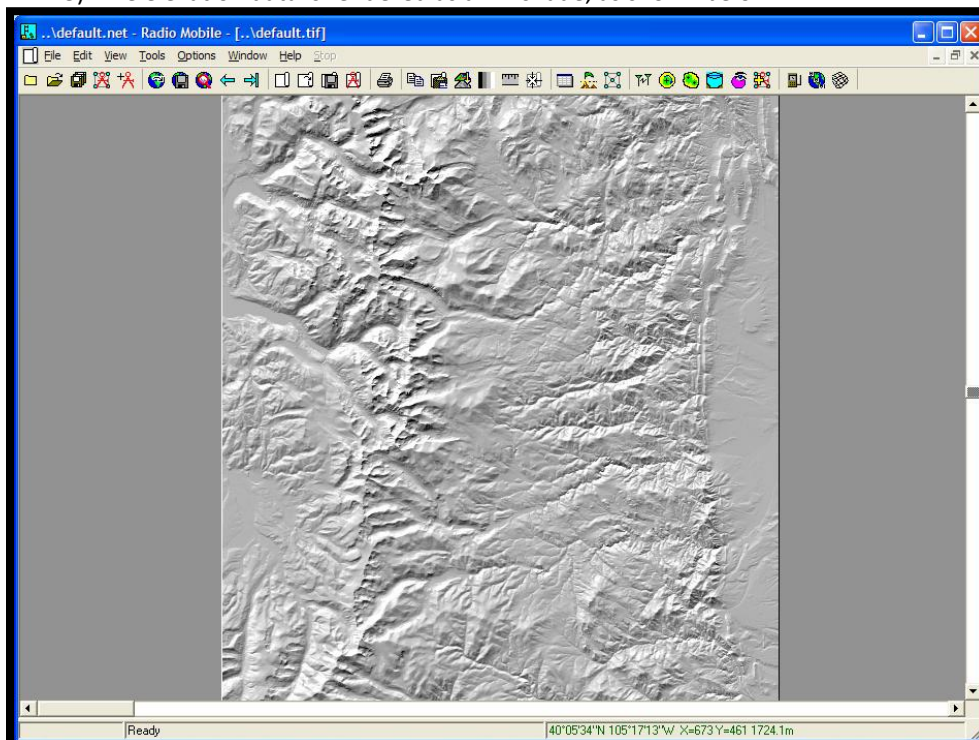 ..\default.net - Radio Mobile - [..\default.tif]
File Edit View Tools Options Window Help Stop
Ready
40°05'34"N 105°17'13"W X=673 Y=461 1724.1m